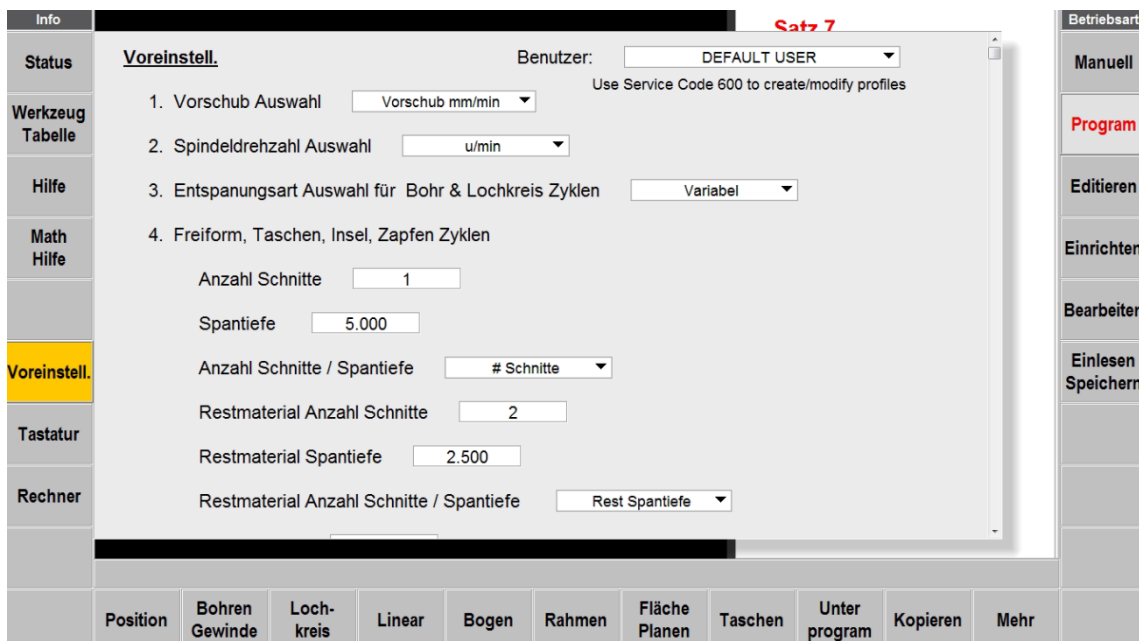 Info
Status
Werkzeug
Tabelle
Hilfe
Math
Hilfe
Voreinstell.
Tastatur
Rechner
Satz 7
Voreinstell.
Benutzer: DEFAULT USER
Use Service Code 600 to create/modify profiles
1. Vorschub Auswahl Vorschub mm/min
2. Spindeldrehzahl Auswahl u/min
3. Entspanungsart Auswahl für Bohr & Lochkreis Zyklen Variabel
4. Freiform, Taschen, Insel, Zapfen Zyklen
Anzahl Schnitte 1
Spantiefe 5.000
Anzahl Schnitte / Spantiefe # Schnitte
Restmaterial Anzahl Schnitte 2
Restmaterial Spantiefe 2.500
Restmaterial Anzahl Schnitte / Spantiefe Rest Spantiefe
Betriebsart
Manuell
Program
Editieren
Einrichten
Bearbeiten
Einlesen
Speichern
Position
Bohren
Gewinde
Loch-
kreis
Linear
Bogen
Rahmen
Fläche
Planen
Taschen
Unter
program
Kopieren
Mehr